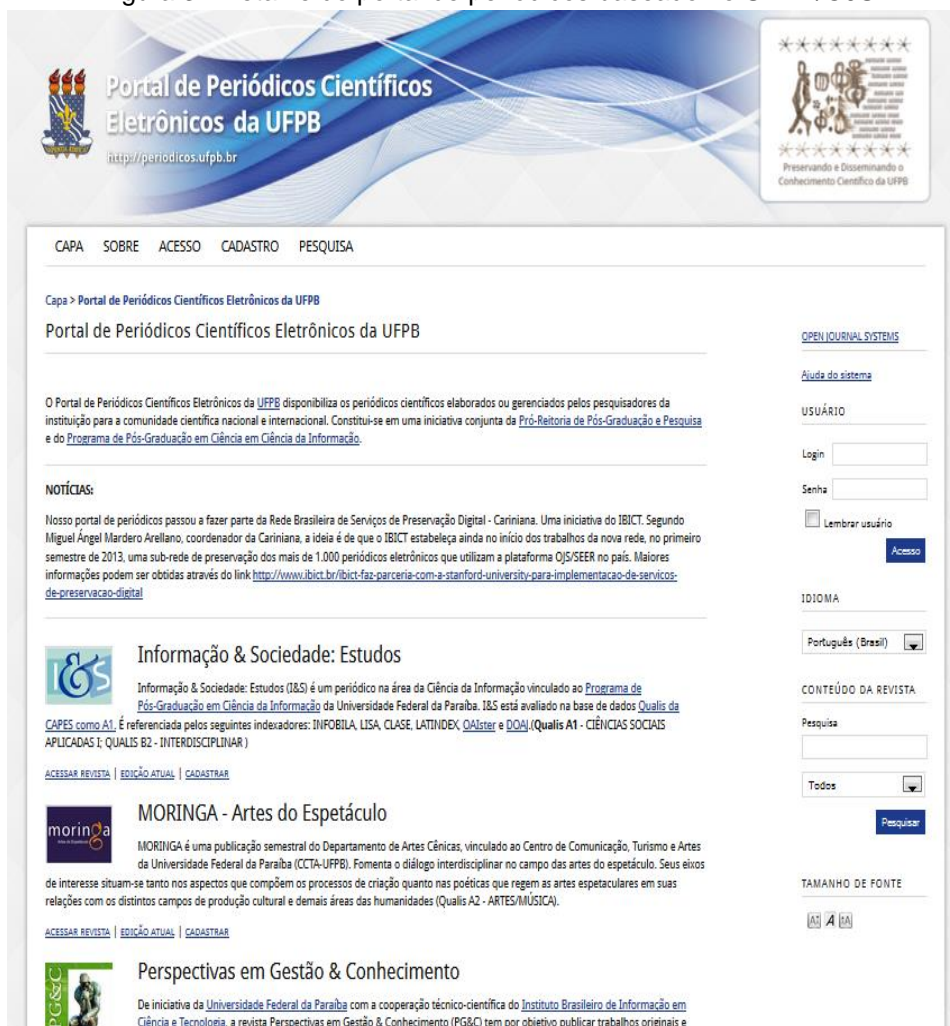 Portal de Periódicos Científicos
Eletrônicos da UFPB
http://periodicos.ufpb.br
Preservando e Disseminando o
Conhecimento Científico da UFPB
CAPA SOBRE ACESSO CADASTRO PESQUISA
Capa > Portal de Periódicos Científicos Eletrônicos da UFPB
Portal de Periódicos Científicos Eletrônicos da UFPB
O Portal de Periódicos Científicos Eletrônicos da UFPB disponibiliza os periódicos científicos elaborados ou gerenciados pelos pesquisadores da
instituição para a comunidade científica nacional e internacional. Constitui-se em uma iniciativa conjunta da Pró-Reitoria de Pós-Graduação e Pesquisa
e do Programa de Pós-Graduação em Ciência em Ciência da Informação.
NOTÍCIAS:
Nosso portal de periódicos passou a fazer parte da Rede Brasileira de Serviços de Preservação Digital - Cariniana. Uma iniciativa do IBICT. Segundo
Miguel Ángel Mardero Arellano, coordenador da Cariniana, a ideia é de que o IBICT estabeleça ainda no início dos trabalhos da nova rede, no primeiro
semestre de 2013, uma sub-rede de preservação dos mais de 1.000 periódicos eletrônicos que utilizam a plataforma OJS/SEER no país. Maiores
informações podem ser obtidas através do link http://www.ibict.br/ibict-faz-parceria-com-a-stanford-university-para-implementacao-de-servicos-
de-preservacao-digital
I&S
Informação & Sociedade: Estudos
Informação & Sociedade: Estudos (I&S) é um periódico na área da Ciência da Informação vinculado ao Programa de
Pós-Graduação em Ciência da Informação da Universidade Federal da Paraíba. I&S está avaliado na base de dados Qualis da
CAPES como A1. É referenciada pelos seguintes indexadores: INFOBILA, LISA, CLASE, LATINDEX, OAIster e DOAJ.(Qualis A1 - CIÊNCIAS SOCIAIS
APLICADAS I; QUALIS B2 - INTERDISCIPLINAR )
ACESSAR REVISTA | EDIÇÃO ATUAL | CADASTRAR
moringa
MORINGA - Artes do Espetáculo
MORINGA é uma publicação semestral do Departamento de Artes Cênicas, vinculado ao Centro de Comunicação, Turismo e Artes
da Universidade Federal da Paraíba (CCTA-UFPB). Fomenta o diálogo interdisciplinar no campo das artes do espetáculo. Seus eixos
de interesse situam-se tanto nos aspectos que compõem os processos de criação quanto nas poéticas que regem as artes espetaculares em suas
relações com os distintos campos de produção cultural e demais áreas das humanidades (Qualis A2 - ARTES/MÚSICA).
ACESSAR REVISTA | EDIÇÃO ATUAL | CADASTRAR
PG&C
Perspectivas em Gestão & Conhecimento
De iniciativa da Universidade Federal da Paraíba com a cooperação técnico-científica do Instituto Brasileiro de Informação em
Ciência e Tecnologia, a revista Perspectivas em Gestão & Conhecimento (PG&C) tem por objetivo publicar trabalhos originais e
OPEN JOURNAL SYSTEMS
Ajuda do sistema
USUÁRIO
Login
Senha
Lembrar usuário
Acesso
IDIOMA
Português (Brasil)
CONTEÚDO DA REVISTA
Pesquisa
Todos
Pesquisar
TAMANHO DE FONTE